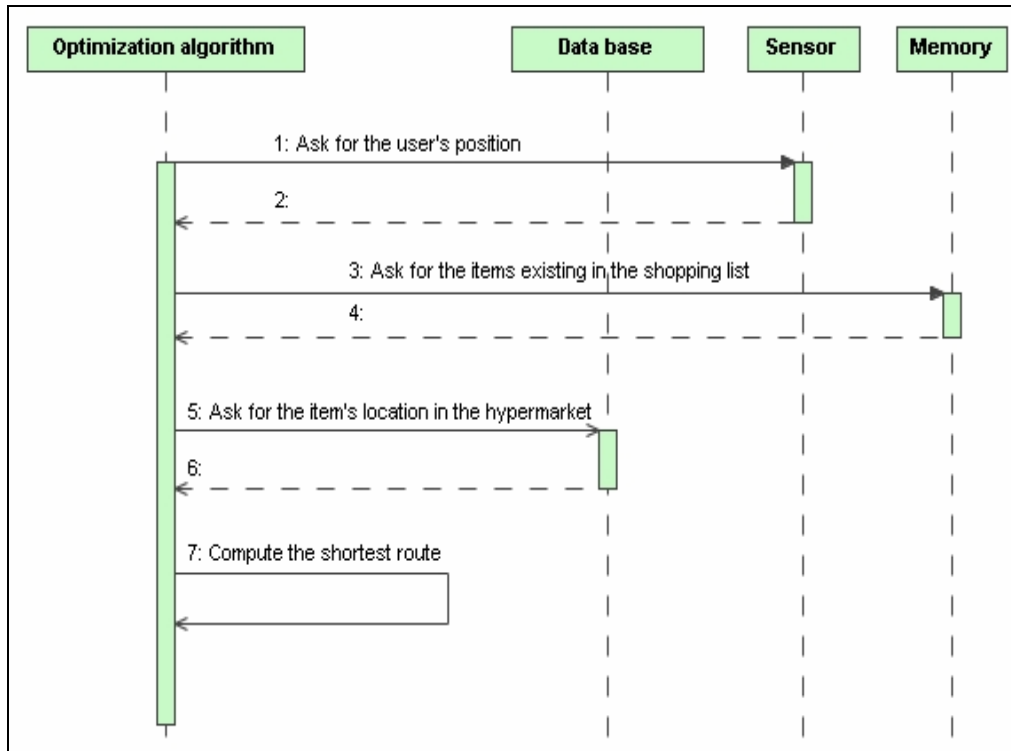 Optimization algorithm
Data base
Sensor
Memory
1: Ask for the user's position
2:
3: Ask for the items existing in the shopping list
4:
5: Ask for the item's location in the hypermarket
6:
7: Compute the shortest route